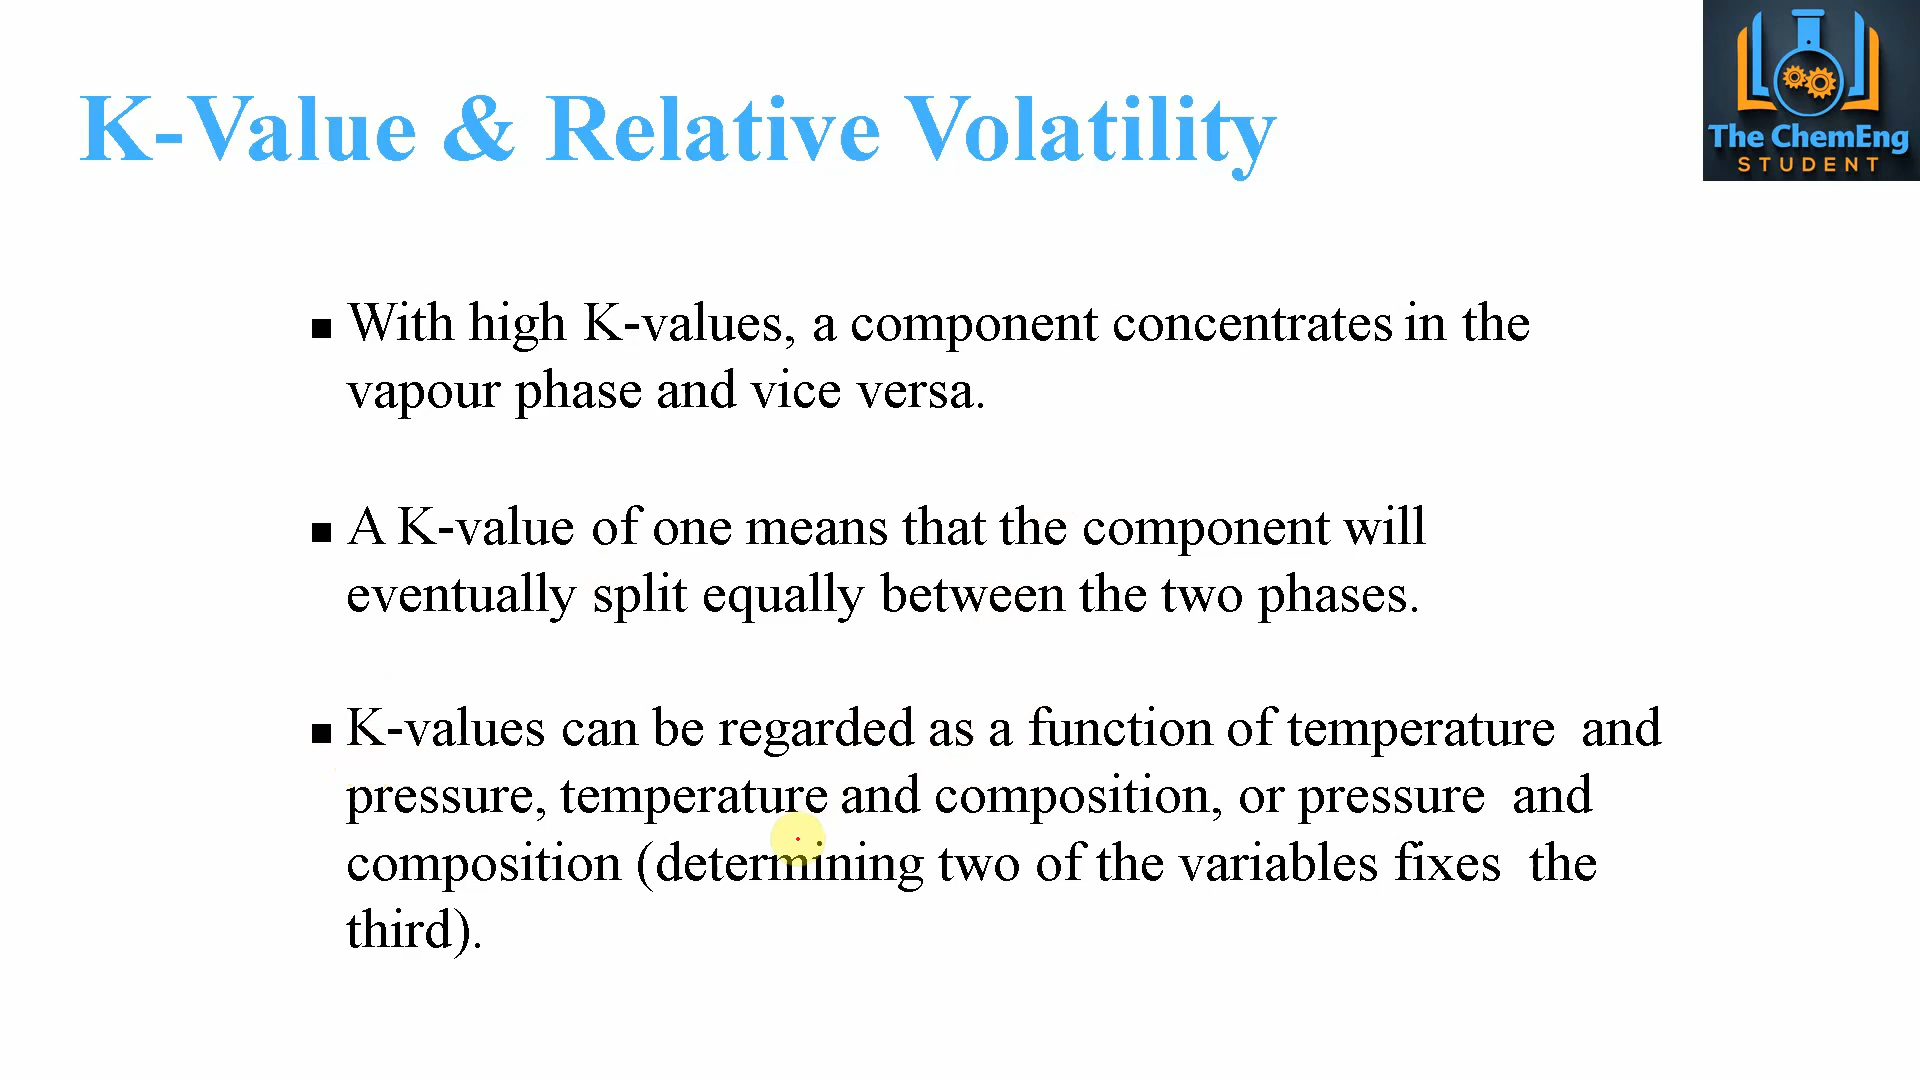 K-Value & Relative Volatility
The ChemEng
STUDENT
With high K-values, a component concentrates in the
vapour phase and vice versa.
A K-value of one means that the component will
eventually split equally between the two phases.
K-values can be regarded as a function of temperature and
pressure, temperature and composition, or pressure and
composition (determining two of the variables fixes the
third).